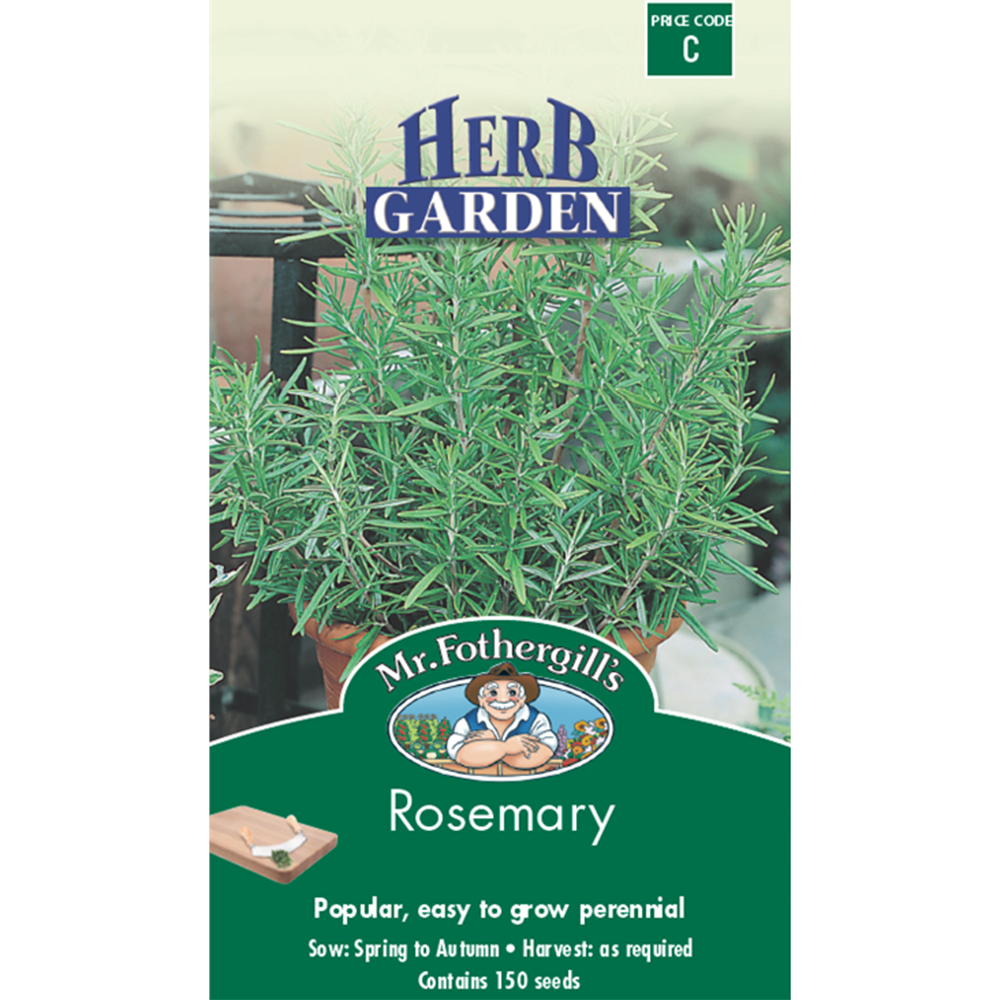 PRICE CODE
C
HERB
GARDEN
Mr. Fothergill's
Rosemary
Popular, easy to grow perennial
Sow: Spring to Autumn • Harvest: as required
Contains 150 seeds